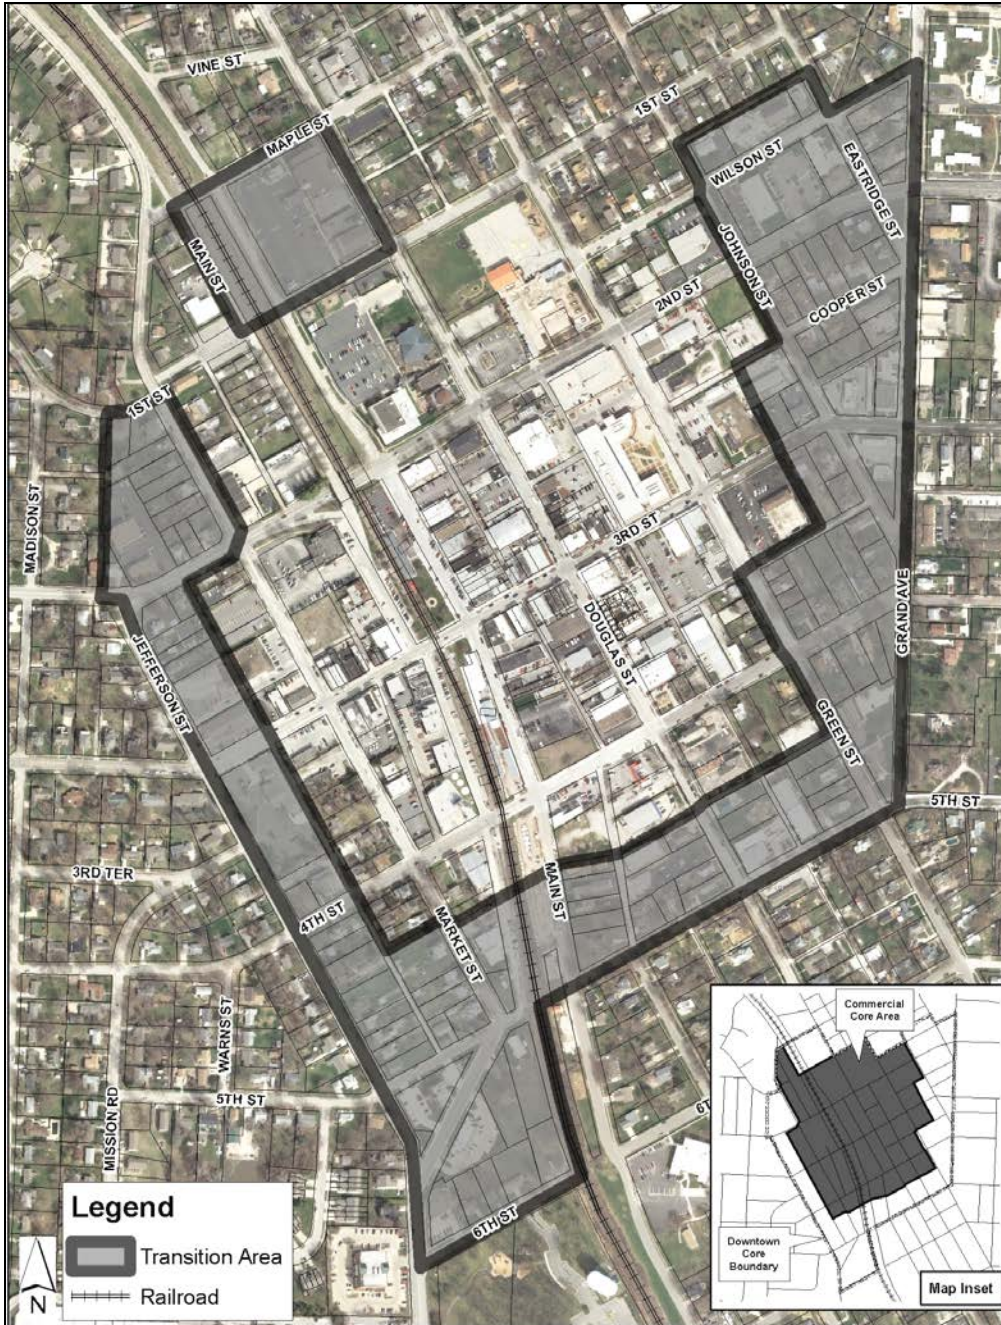 VINE ST
MAPLE ST
1ST ST
WILSON ST
EASTRIDGE ST
MAIN ST
JOHNSON ST
2ND ST
COOPER ST
1ST ST
MADISON ST
3RD ST
JEFFERSON ST
DOUGLAS ST
GRAND AVE
GREEN ST
5TH ST
3RD TER
4TH ST
MARKET ST
MAIN ST
WARNS ST
MISSION RD
5TH ST
6TH ST
Legend
Transition Area
Railroad
N
Commercial
Core Area
Downtown
Core
Boundary
Map Inset